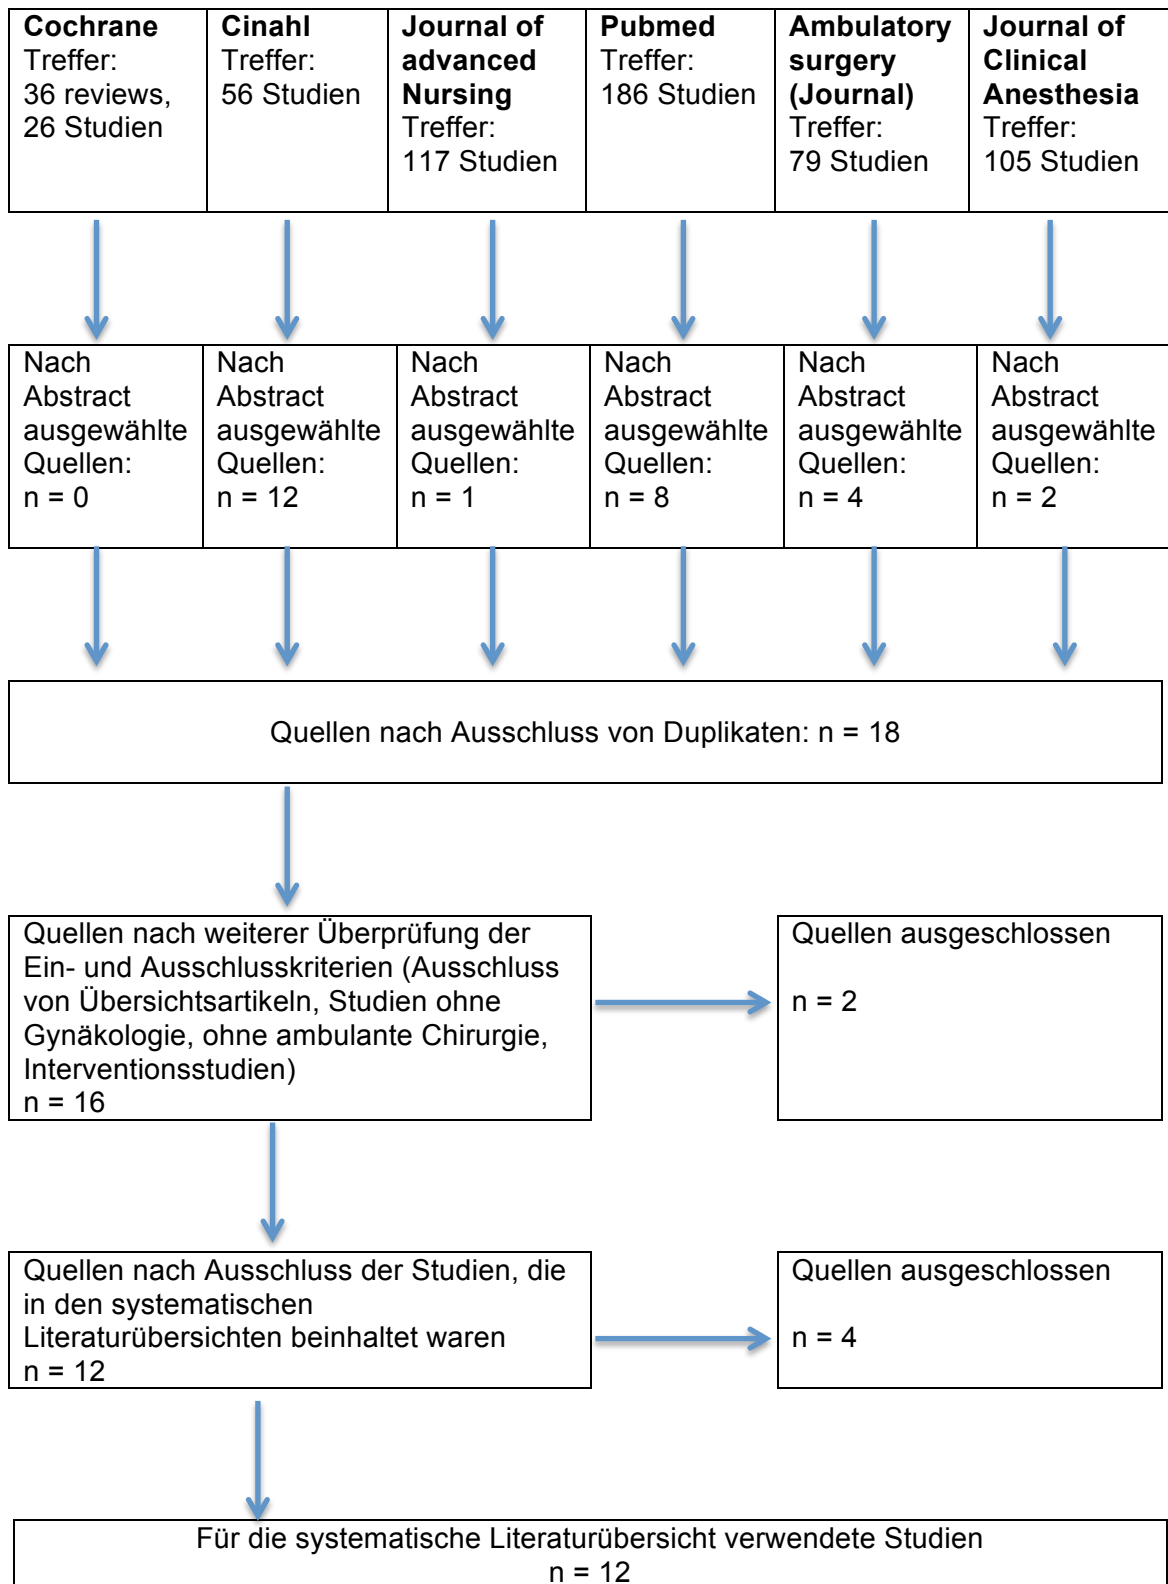 Cochrane
Treffer:
36 reviews,
26 Studien
Cinahl
Treffer:
56 Studien
Journal of
advanced
Nursing
Treffer:
117 Studien
Pubmed
Treffer:
186 Studien
Ambulatory
surgery
(Journal)
Treffer:
79 Studien
Journal of
Clinical
Anesthesia
Treffer:
105 Studien
Nach
Abstract
ausgewählte
Quellen:
n = 0
Nach
Abstract
ausgewählte
Quellen:
n = 12
Nach
Abstract
ausgewählte
Quellen:
n = 1
Nach
Abstract
ausgewählte
Quellen:
n = 8
Nach
Abstract
ausgewählte
Quellen:
n = 4
Nach
Abstract
ausgewählte
Quellen:
n = 2
Quellen nach Ausschluss von Duplikaten: n = 18
Quellen nach weiterer Überprüfung der
Ein- und Ausschlusskriterien (Ausschluss
von Übersichtsartikeln, Studien ohne
Gynäkologie, ohne ambulante Chirurgie,
Interventionsstudien)
n = 16
Quellen ausgeschlossen
n = 2
Quellen nach Ausschluss der Studien, die
in den systematischen
Literaturübersichten beinhaltet waren
n = 12
Quellen ausgeschlossen
n = 4
Für die systematische Literaturübersicht verwendete Studien
n = 12